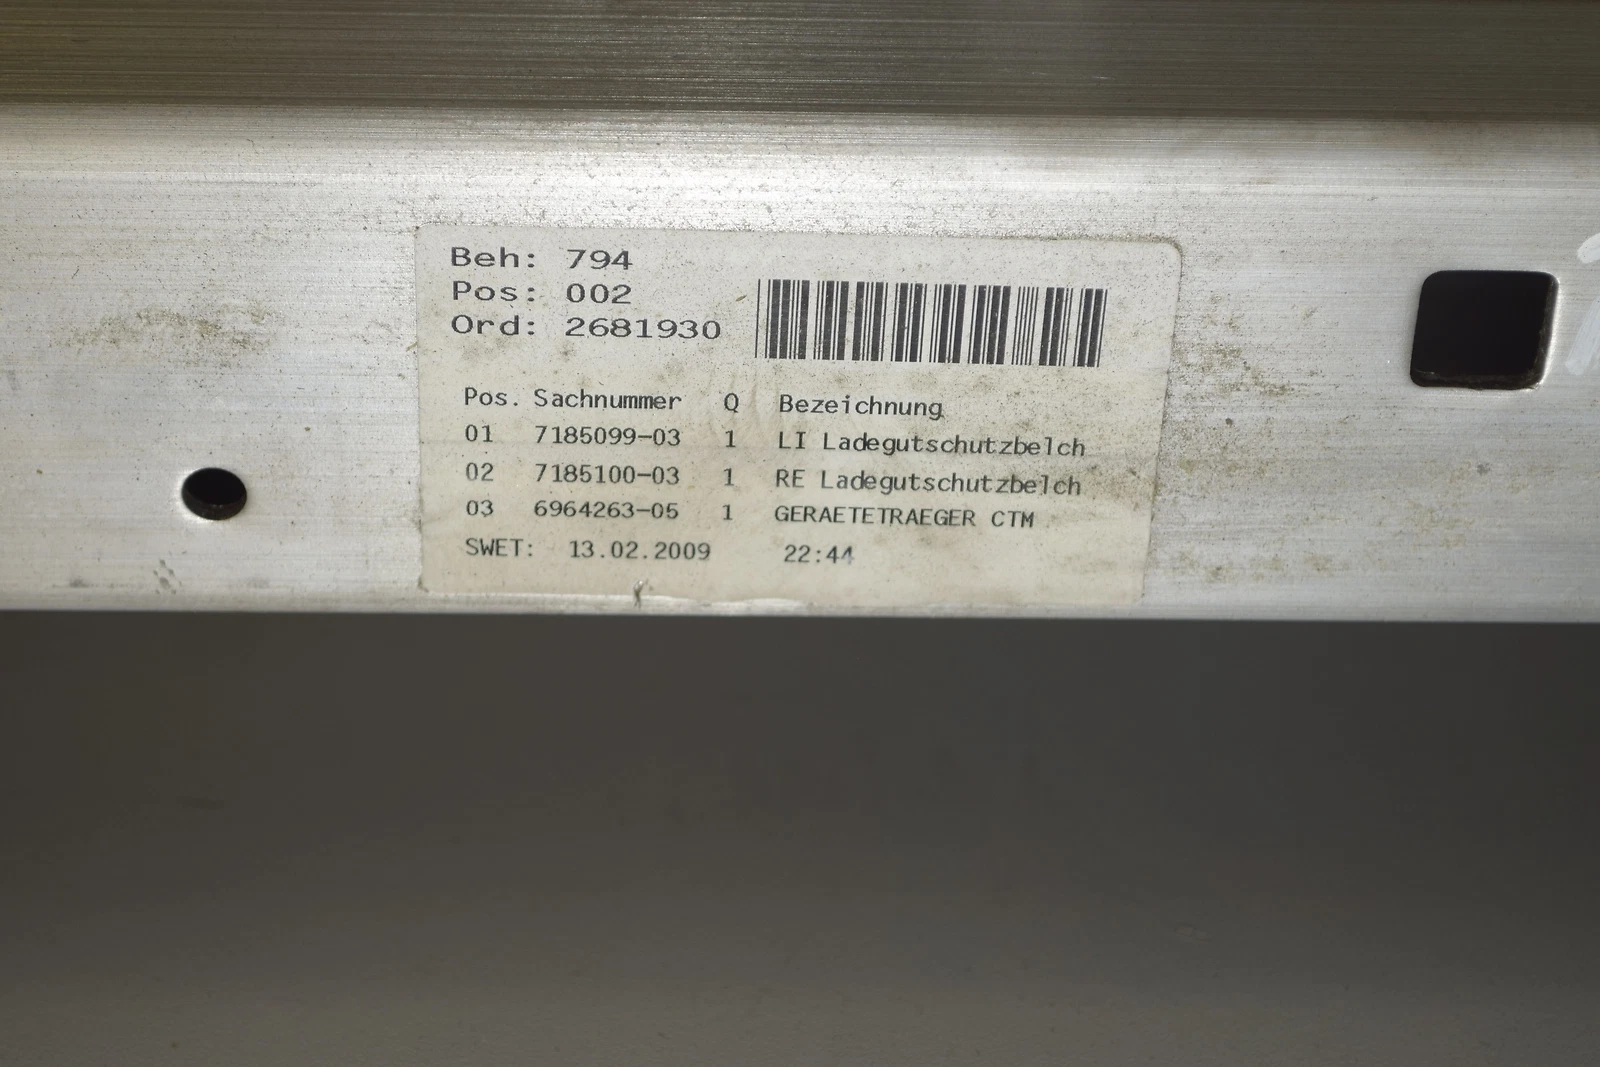 Beh: 794
Pos: 002
Ord: 2681930
Pos. Sachnummer Q Bezeichnung
01 7185099-03 1 LI Ladegutschutzbelch
02 7185100-03 1 RE Ladegutschutzbelch
03 6964263-05 1 GERAETETRAEGER CTM
SWET: 13.02.2009 22:44